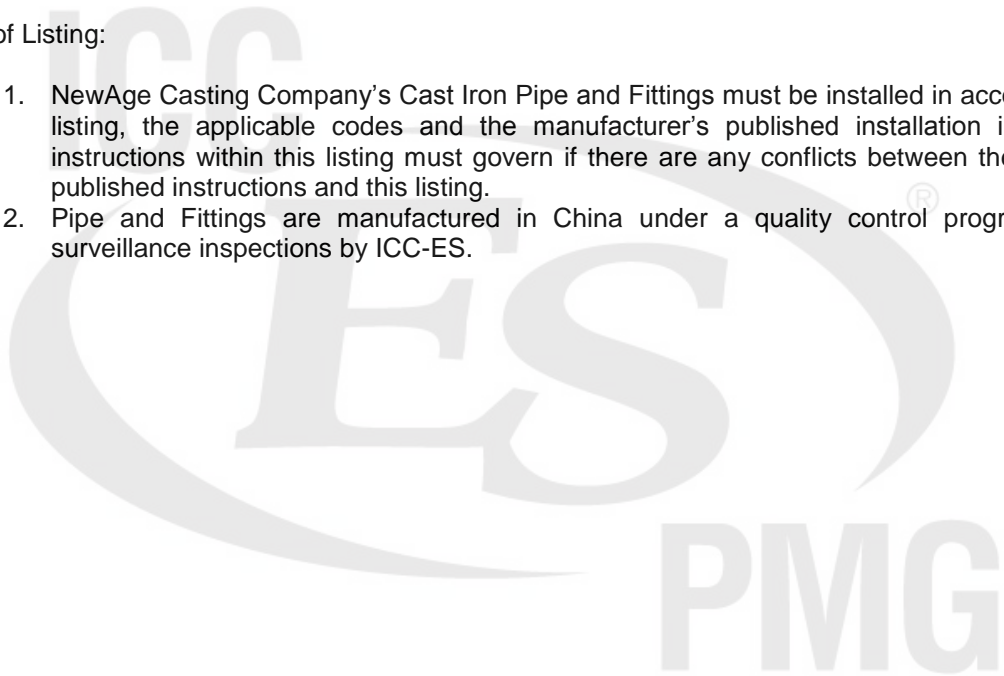 of Listing:
1. NewAge Casting Company's Cast Iron Pipe and Fittings must be installed in
listing, the applicable codes and the manufacturer's published installation
instructions within this listing must govern if there are any conflicts between
published instructions and this listing.
2. Pipe and Fittings are manufactured in China under a quality control
surveillance inspections by ICC-ES.
ICC
ES
®
PMG